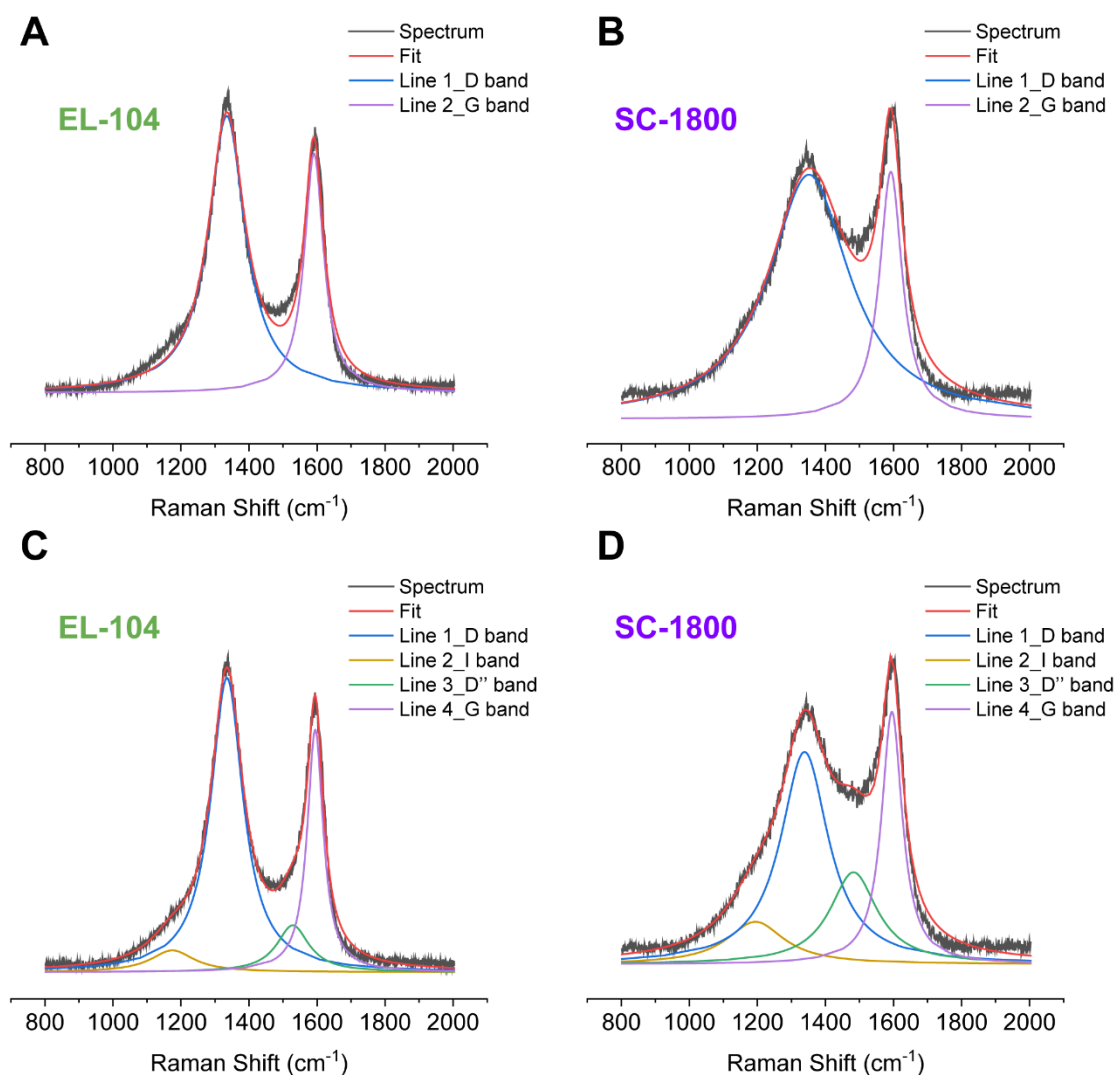 A
Spectrum
Fit
Line 1_D band
Line 2_G band
EL-104
800 1000 1200 1400 1600 1800 2000
Raman Shift (cm⁻¹)
B
Spectrum
Fit
Line 1_D band
Line 2_G band
SC-1800
800 1000 1200 1400 1600 1800 2000
Raman Shift (cm⁻¹)
C
Spectrum
Fit
Line 1_D band
Line 2_I band
Line 3_D’’ band
Line 4_G band
EL-104
800 1000 1200 1400 1600 1800 2000
Raman Shift (cm⁻¹)
D
Spectrum
Fit
Line 1_D band
Line 2_I band
Line 3_D’’ band
Line 4_G band
SC-1800
800 1000 1200 1400 1600 1800 2000
Raman Shift (cm⁻¹)